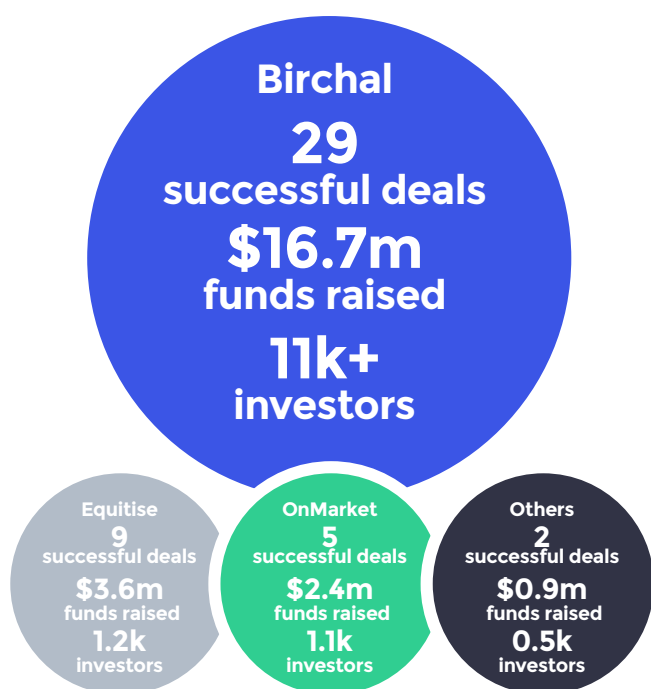 Birchal
29
successful deals
$16.7m
funds raised
11k+
investors
Equitise
9
successful deals
$3.6m
funds raised
1.2k
investors
OnMarket
5
successful deals
$2.4m
funds raised
1.1k
investors
Others
2
successful deals
$0.9m
funds raised
0.5k
investors